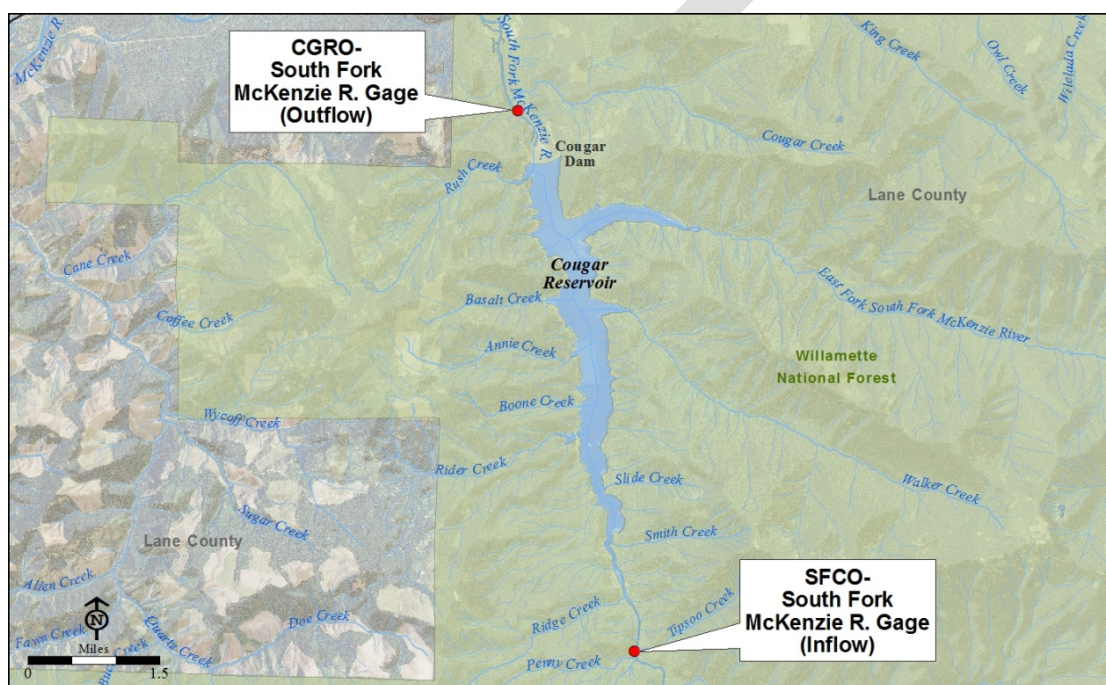 McKenzie R
South Fork McKenzie R.
CGRO-
South Fork
McKenzie R. Gage
(Outflow)
King Creek
Owl Creek
Wilelada Creek
Cougar Creek
Cougar
Dam
Rush Creek
Lane County
Cane Creek
Cougar
Reservoir
East Fork South Fork McKenzie River
Basalt Creek
Coffee Creek
Annie Creek
Willamette
National Forest
Boone Creek
Wycoff Creek
Rider Creek
Slide Creek
Walker Creek
Sugar Creek
Smith Creek
Lane County
Allen Creek
SFCO-
South Fork
McKenzie R. Gage
(Inflow)
Ridge Creek
Tipsoo Creek
Doe Creek
Fawn Creek
Quartz Creek
Penny Creek
N
Miles
0 1.5